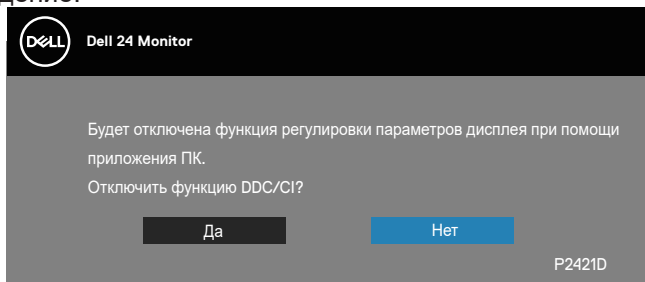 DELL
Dell 24 Monitor
Будет отключена функция регулировки параметров дисплея при помощи
приложения ПК.
Отключить функцию DDC/CI?
Да
Нет
P2421D